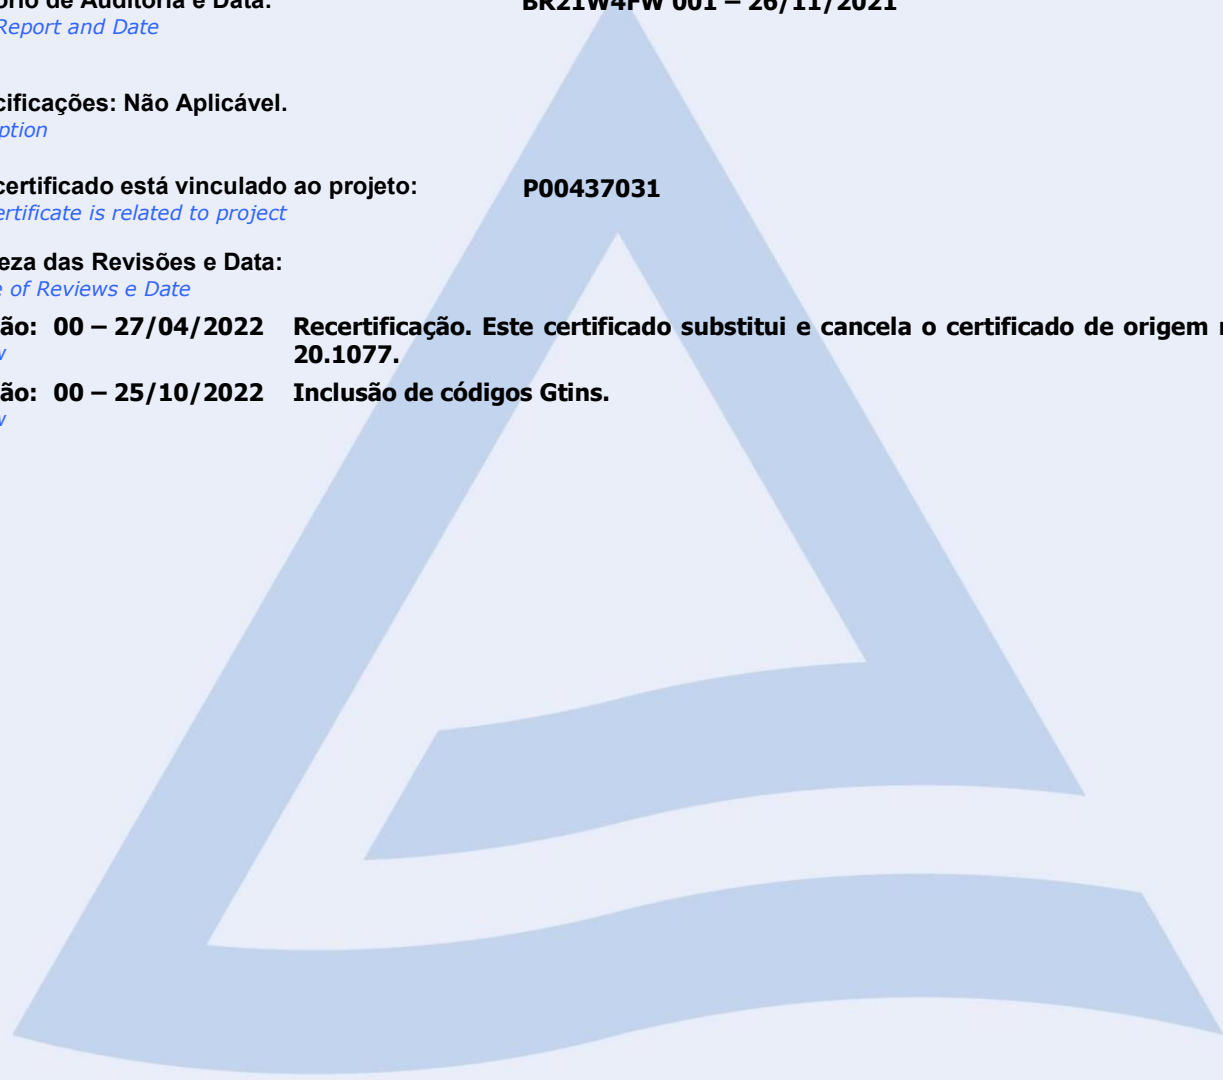 ório de Auditoria e Data: BR21W4FW 001 – 26/11/2021
Report and Date
cificações: Não Aplicável.
ption
certificado está vinculado ao projeto: P00437031
ertificate is related to project
eza das Revisões e Data:
e of Reviews e Date
ão: 00 – 27/04/2022 Recertificação. Este certificado substitui e cancela o certificado de origem
w 20.1077.
ão: 00 – 25/10/2022 Inclusão de códigos Gtins.
w